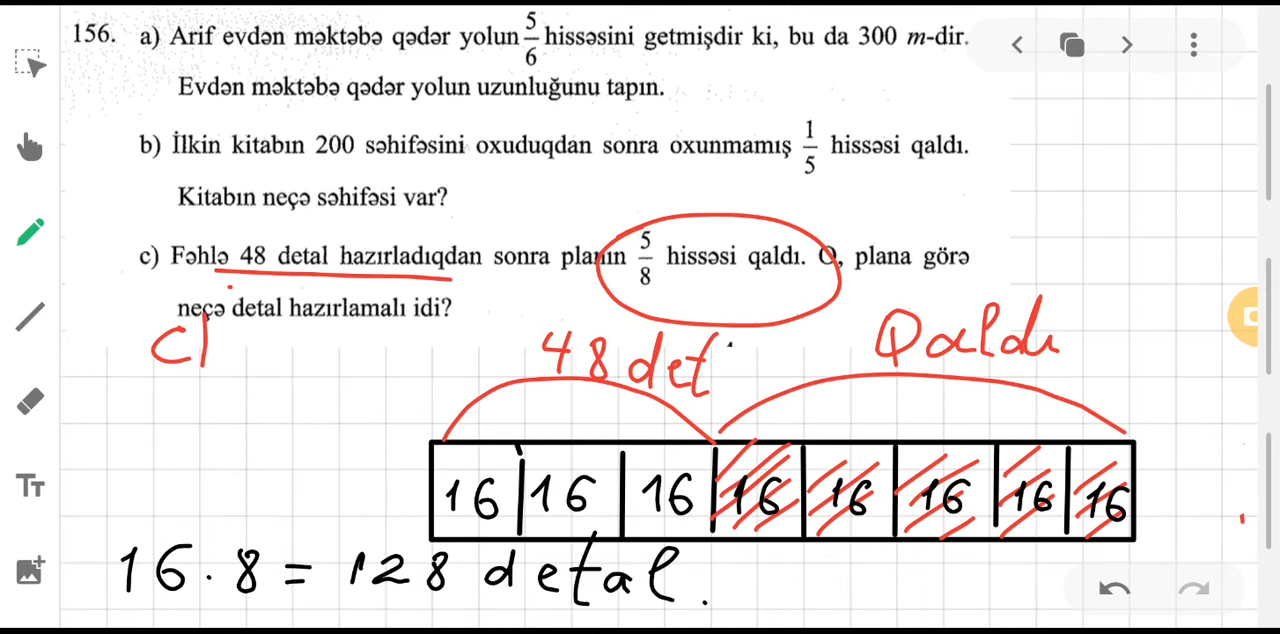 156. a) Arif evdən məktəbə qədər yolun 5/6 hissəsini getmişdir ki, bu da 300 m-dir.
Evdən məktəbə qədər yolun uzunluğunu tapın.
b) İlkin kitabın 200 səhifəsini oxuduqdan sonra oxunmamış 1/5 hissəsi qaldı.
Kitabın neçə səhifəsi var?
c) Fəhlə 48 detal hazırladıqdan sonra planın 5/8 hissəsi qaldı. O, plana görə
neçə detal hazırlamalı idi?
c) 48 det Qaldı
16 16 16 16 16 16 16 16
16 · 8 = 128 detal.
TT